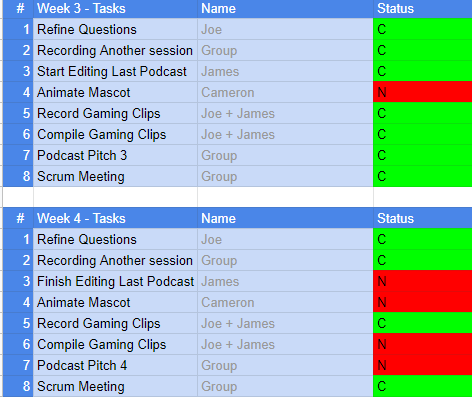 # Week 3 - Tasks Name Status
1 Refine Questions Joe C
2 Recording Another session Group C
3 Start Editing Last Podcast James C
4 Animate Mascot Cameron N
5 Record Gaming Clips Joe + James C
6 Compile Gaming Clips Joe + James C
7 Podcast Pitch 3 Group C
8 Scrum Meeting Group C
# Week 4 - Tasks Name Status
1 Refine Questions Joe C
2 Recording Another session Group C
3 Finish Editing Last Podcast James N
4 Animate Mascot Cameron N
5 Record Gaming Clips Joe + James C
6 Compile Gaming Clips Joe + James N
7 Podcast Pitch 4 Group N
8 Scrum Meeting Group C